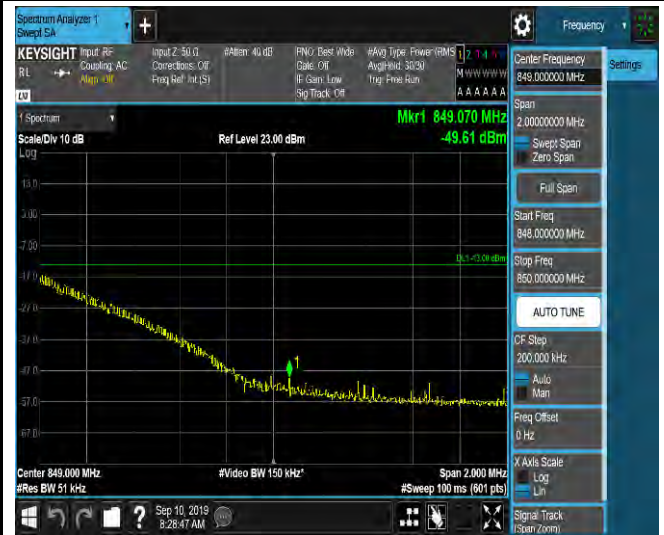 Spectrum Analyzer 1
Swept SA
+
Frequency
KEYSIGHT
RL
Input: RF
Coupling: AC
Align: Off
Input Z: 50 Ω
Corrections: Off
Freq Ref: Int (S)
#Atten: 40 dB
PNO: Best Wide
Gate: Off
IF Gain: Low
Sig Track: Off
#Avg Type: Power (RMS
Avg|Hold: 30/30
Trig: Free Run
M W W W W W
A A A A A A
LXI
1 Spectrum
Scale/Div 10 dB
Log
Ref Level 23.00 dBm
Mkr1 849.070 MHz
-49.61 dBm
13.0
3.00
-7.00
-17.0
-27.0
-37.0
-47.0
-57.0
-67.0
DL1 -13.00 dBm
1
Center 849.000 MHz
#Res BW 51 kHz
#Video BW 150 kHz*
Span 2.000 MHz
#Sweep 100 ms (601 pts)
?
Sep 10, 2019
8:28:47 AM
Center Frequency
849.000000 MHz
Settings
Span
2.00000000 MHz
Swept Span
Zero Span
Full Span
Start Freq
848.000000 MHz
Stop Freq
850.000000 MHz
AUTO TUNE
CF Step
200.000 kHz
Auto
Man
Freq Offset
0 Hz
X Axis Scale
Log
Lin
Signal Track
(Span Zoom)